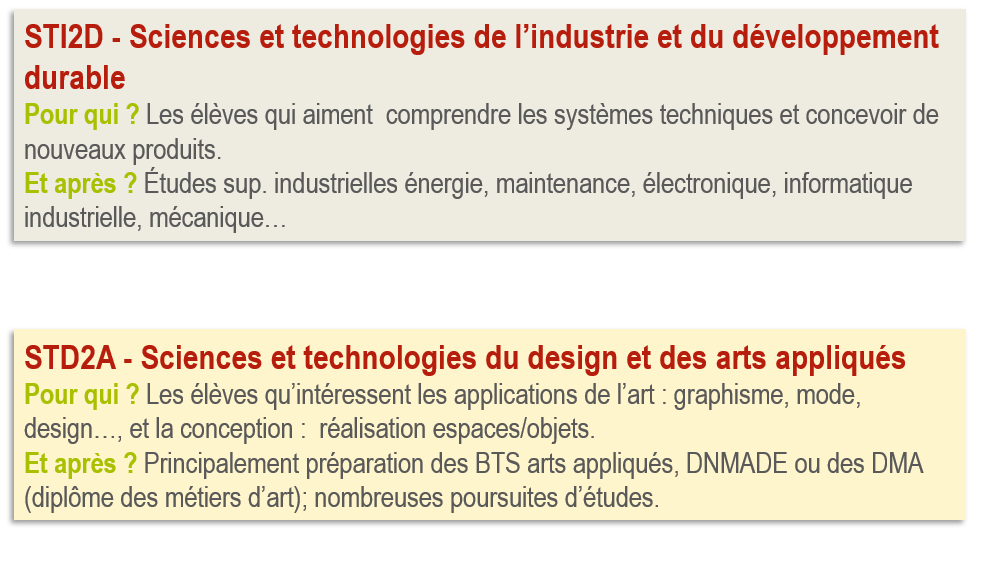 STI2D - Sciences et technologies de l’industrie et du développement
durable
Pour qui ? Les élèves qui aiment  comprendre les systèmes techniques et concevoir de
nouveaux produits.
Et après ? Études sup. industrielles énergie, maintenance, électronique, informatique
industrielle, mécanique…
STD2A - Sciences et technologies du design et des arts appliqués
Pour qui ? Les élèves qu’intéressent les applications de l’art : graphisme, mode,
design…, et la conception :  réalisation espaces/objets.
Et après ? Principalement préparation des BTS arts appliqués, DNMADE ou des DMA
(diplôme des métiers d’art); nombreuses poursuites d’études.